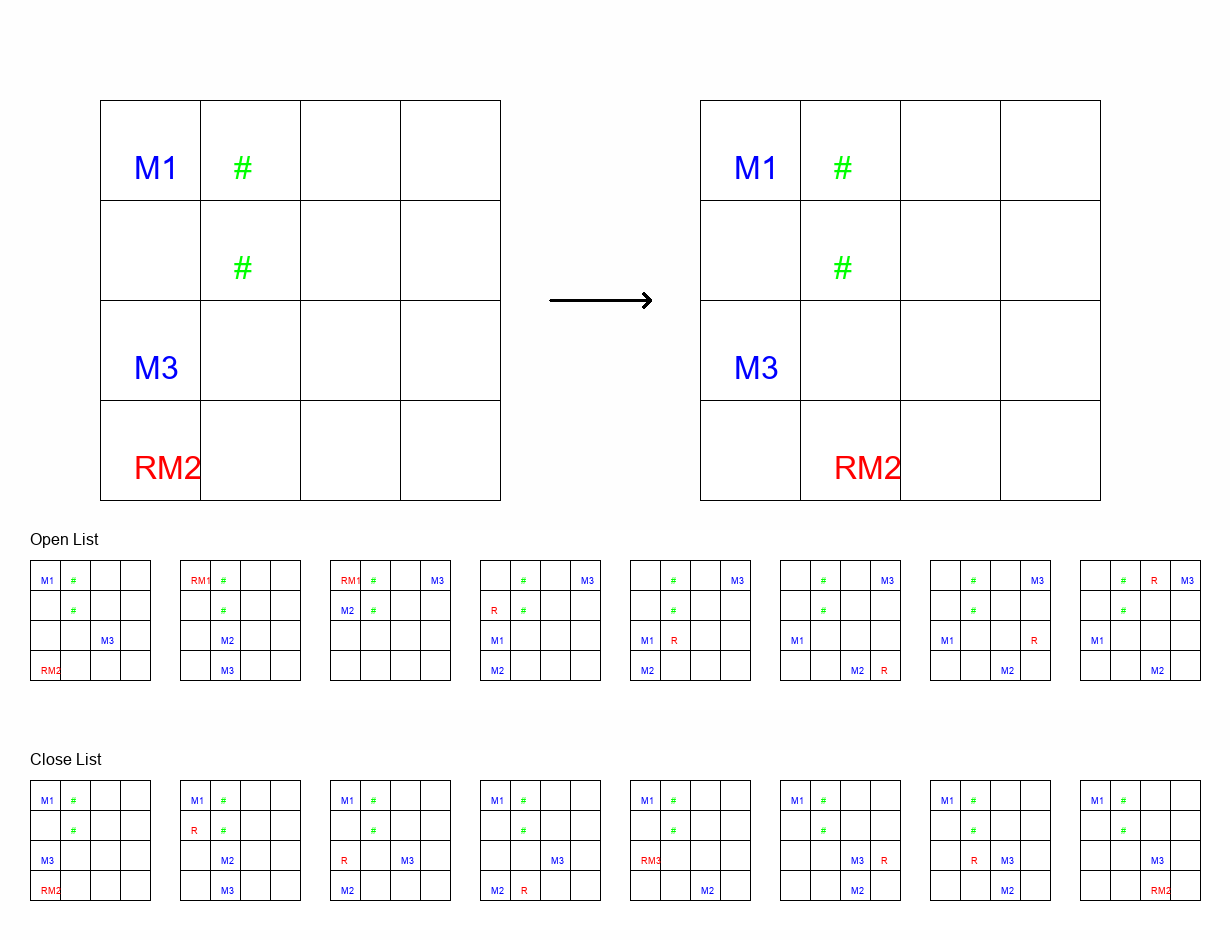 M1 # M1 #
# #
M3 M3
RM2 RM2
Open List
M1 # RM1 # RM1 # M3 # M3 # M3 # M3 # M3 # R M3
# # M2 # R # # # # #
M3 M2 M1 M1 R M1 M1 R M1
RM2 M3 M2 M2 M2 R M2 M2
Close List
M1 # M1 # M1 # M1 # M1 # M1 # M1 # M1 #
# R # # # # # # #
M3 M2 R M3 M3 RM3 M3 R R M3 M3
RM2 M3 M2 M2 R M2 M2 M2 RM2